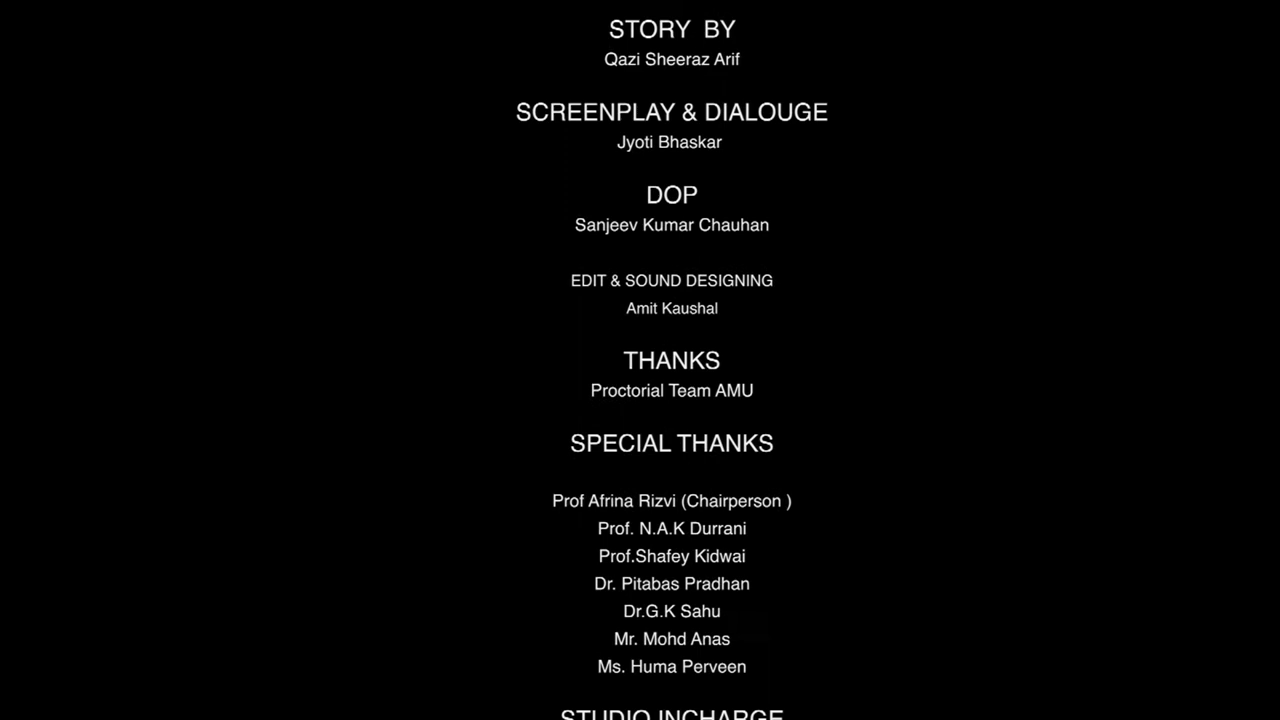 STORY  BY
Qazi Sheeraz Arif
SCREENPLAY & DIALOUGE
Jyoti Bhaskar
DOP
Sanjeev Kumar Chauhan
EDIT & SOUND DESIGNING
Amit Kaushal
THANKS
Proctorial Team AMU
SPECIAL THANKS
Prof Afrina Rizvi (Chairperson )
Prof. N.A.K Durrani
Prof.Shafey Kidwai
Dr. Pitabas Pradhan
Dr.G.K Sahu
Mr. Mohd Anas
Ms. Huma Perveen
STUDIO INCHARGE